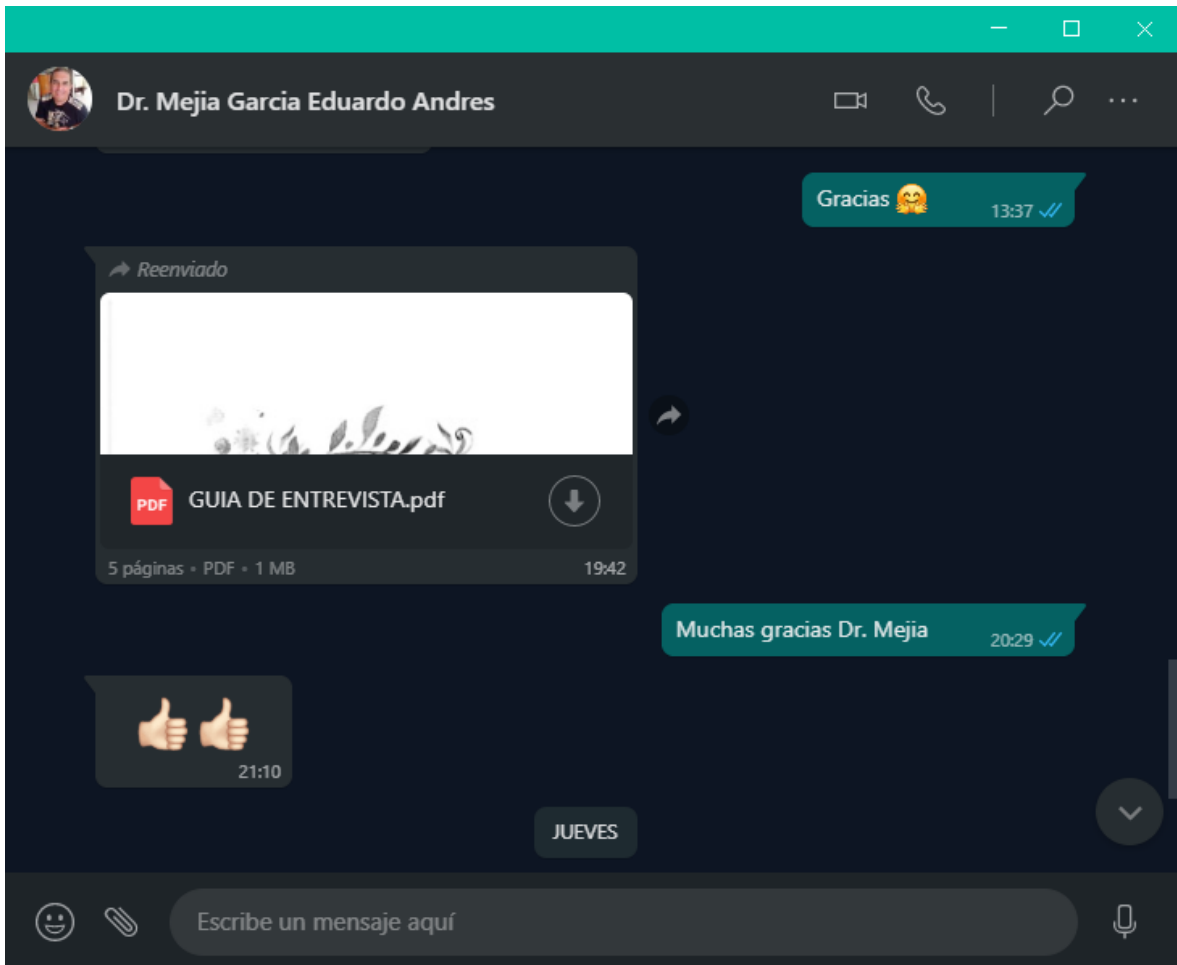 Dr. Mejia Garcia Eduardo Andres
Gracias 🤗
13:37
Reenviado
PDF
GUIA DE ENTREVISTA.pdf
5 páginas • PDF • 1 MB
19:42
Muchas gracias Dr. Mejia
20:29
👍🏻👍🏻
21:10
JUEVES
Escribe un mensaje aquí